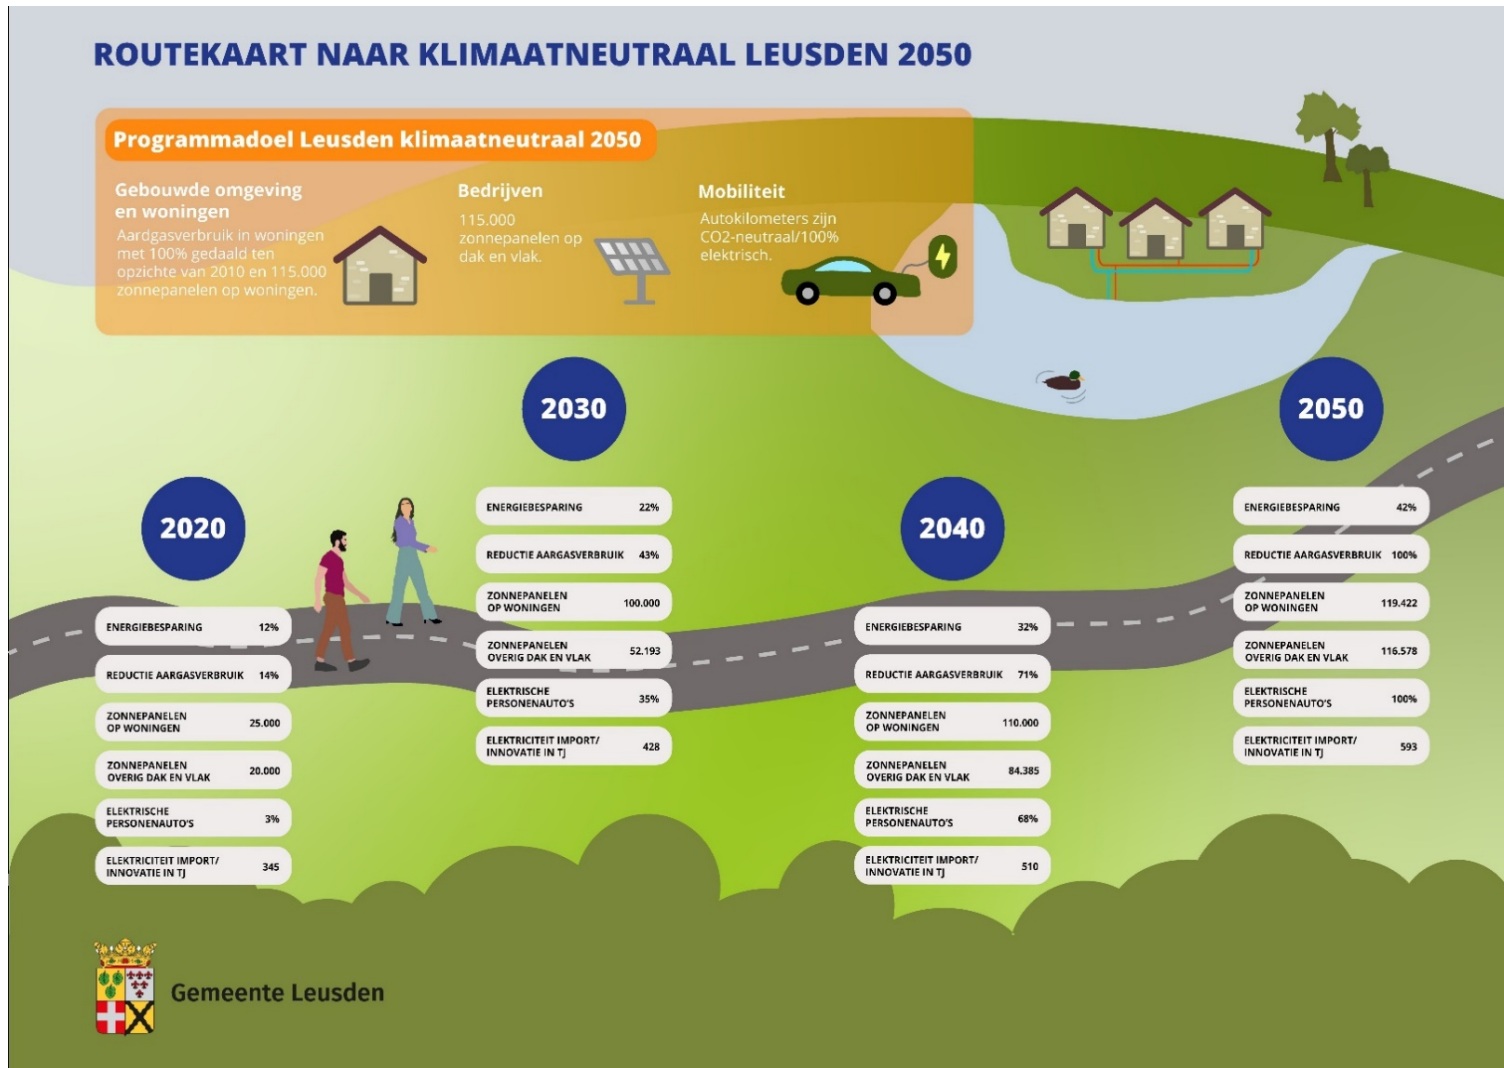 ROUTEKAART NAAR KLIMAATNEUTRAAL LEUSDEN 2050
Programmadoel Leusden klimaatneutraal 2050
Gebouwde omgeving
en woningen
Aardgasverbruik in woningen
met 100% gedaald ten
opzichte van 2010 en 115.000
zonnepanelen op woningen.
Bedrijven
115.000
zonnepanelen op
dak en vlak.
Mobiliteit
Autokilometers zijn
CO2-neutraal/100%
elektrisch.
2020
ENERGIEBESPARING 12%
REDUCTIE AARGASVERBRUIK 14%
ZONNEPANELEN
OP WONINGEN 25.000
ZONNEPANELEN
OVERIG DAK EN VLAK 20.000
ELEKTRISCHE
PERSONENAUTO'S 3%
ELEKTRICITEIT IMPORT/
INNOVATIE IN TJ 345
2030
ENERGIEBESPARING 22%
REDUCTIE AARGASVERBRUIK 43%
ZONNEPANELEN
OP WONINGEN 100.000
ZONNEPANELEN
OVERIG DAK EN VLAK 52.193
ELEKTRISCHE
PERSONENAUTO'S 35%
ELEKTRICITEIT IMPORT/
INNOVATIE IN TJ 428
2040
ENERGIEBESPARING 32%
REDUCTIE AARGASVERBRUIK 71%
ZONNEPANELEN
OP WONINGEN 110.000
ZONNEPANELEN
OVERIG DAK EN VLAK 84.385
ELEKTRISCHE
PERSONENAUTO'S 68%
ELEKTRICITEIT IMPORT/
INNOVATIE IN TJ 510
2050
ENERGIEBESPARING 42%
REDUCTIE AARGASVERBRUIK 100%
ZONNEPANELEN
OP WONINGEN 119.422
ZONNEPANELEN
OVERIG DAK EN VLAK 116.578
ELEKTRISCHE
PERSONENAUTO'S 100%
ELEKTRICITEIT IMPORT/
INNOVATIE IN TJ 593
Gemeente Leusden